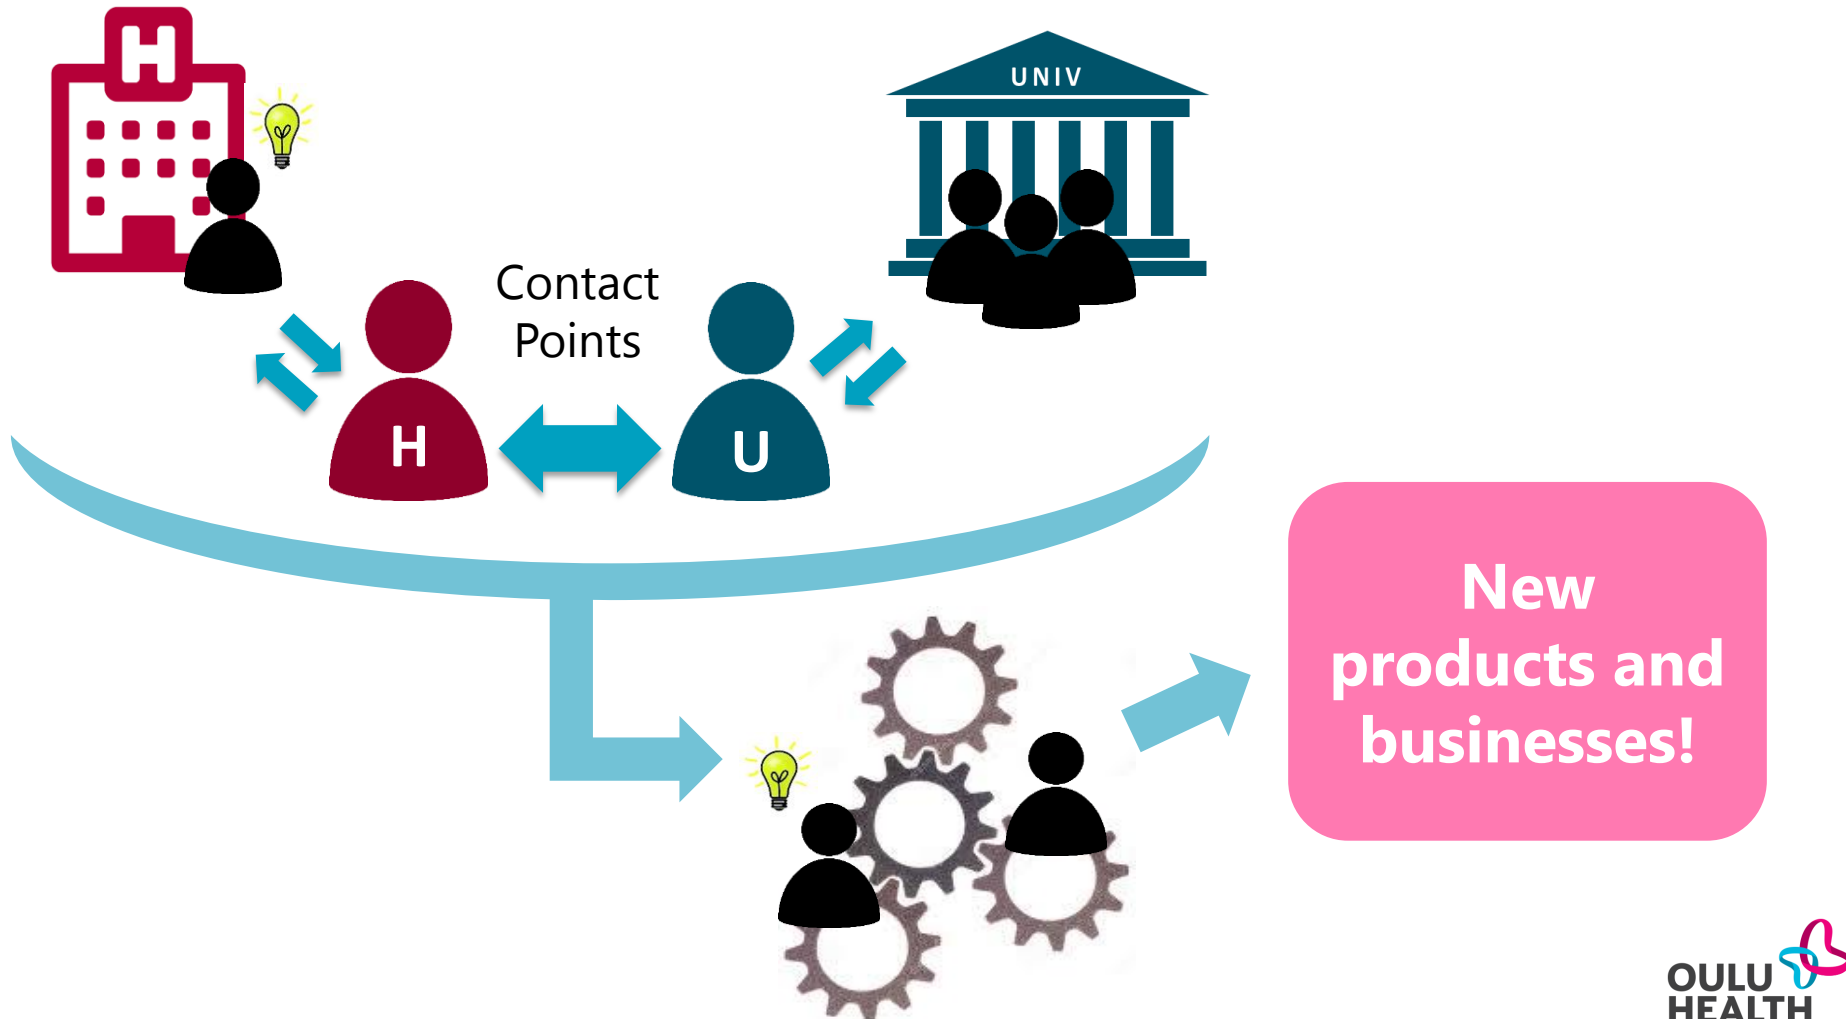 H
UNIV
Contact
Points
H
U
New
products and
businesses!
OULU
HEALTH